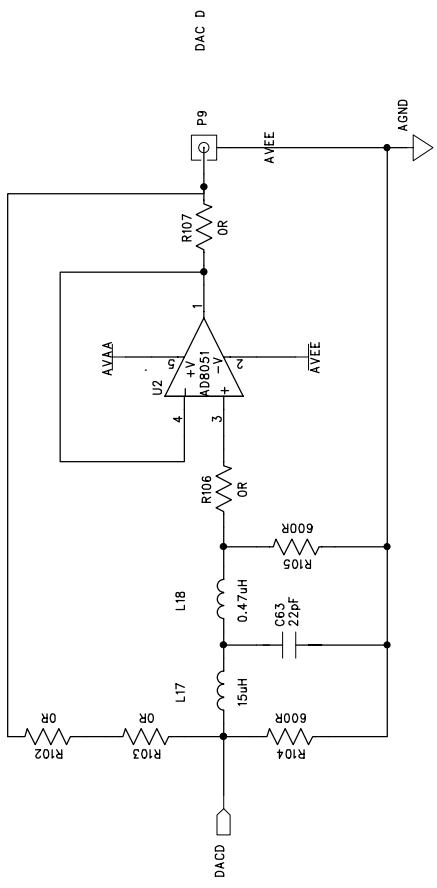 DAC D
P9
AVEE
AGND
R107
0R
1
AVAA
U2
5
+V
AD8051
-V
2
AVEE
4
-
3
+
R106
0R
L18
0.47uH
R105
600R
C63
22pF
L17
15uH
R102
0R
R103
0R
R104
600R
DACD